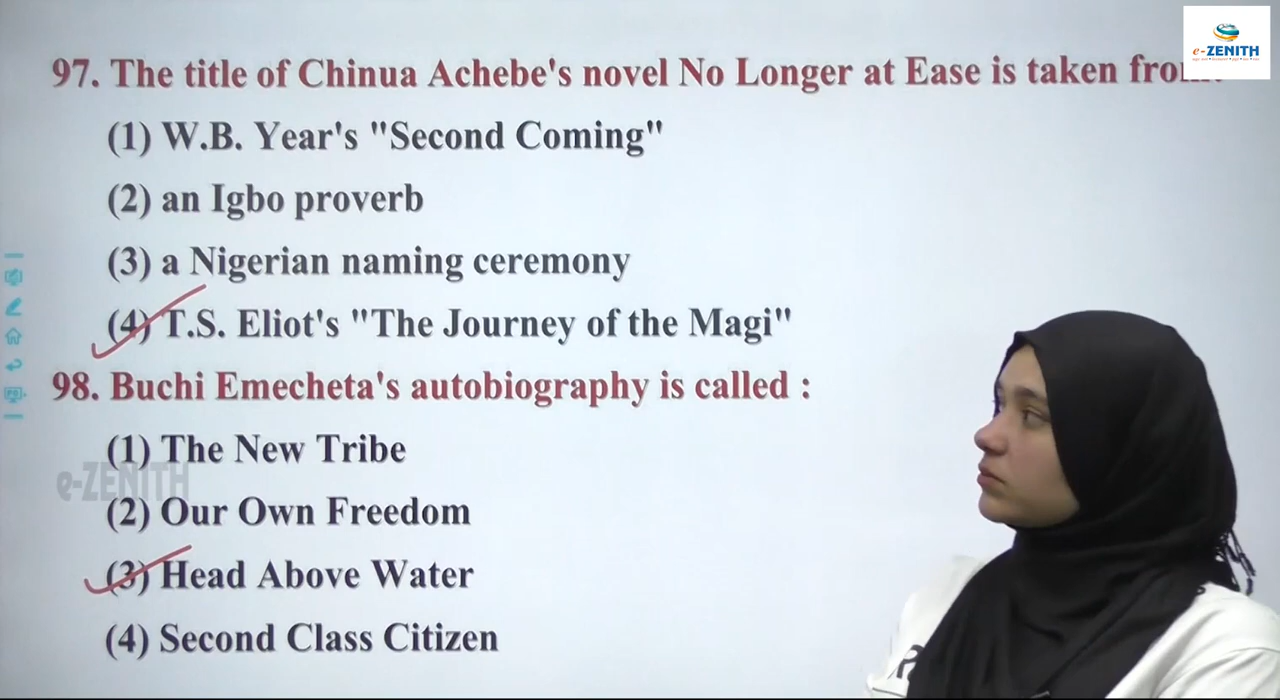 e-ZENITH
97. The title of Chinua Achebe's novel No Longer at Ease is taken from
(1) W.B. Year's "Second Coming"
(2) an Igbo proverb
(3) a Nigerian naming ceremony
(4) T.S. Eliot's "The Journey of the Magi"
98. Buchi Emecheta's autobiography is called :
(1) The New Tribe
e-ZENITH
(2) Our Own Freedom
(3) Head Above Water
(4) Second Class Citizen